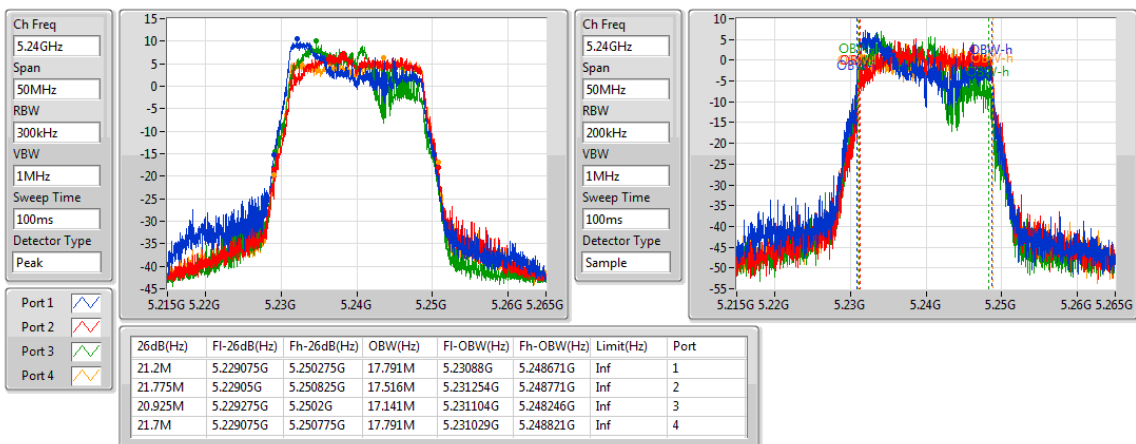 Ch Freq
5.24GHz
Span
50MHz
RBW
300kHz
VBW
1MHz
Sweep Time
100ms
Detector Type
Peak
15
10
5
0
-5
-10
-15
-20
-25
-30
-35
-40
-45
5.215G 5.22G 5.23G 5.24G 5.25G 5.26G 5.265G
Ch Freq
5.24GHz
Span
50MHz
RBW
200kHz
VBW
1MHz
Sweep Time
100ms
Detector Type
Sample
10
5
0
-5
-10
-15
-20
-25
-30
-35
-40
-45
-50
-55
OBW-h
OBW-h
OBW-h
5.215G 5.22G 5.23G 5.24G 5.25G 5.26G 5.265G
Port 1
Port 2
Port 3
Port 4
26dB(Hz) Fl-26dB(Hz) Fh-26dB(Hz) OBW(Hz) Fl-OBW(Hz) Fh-OBW(Hz) Limit(Hz) Port
21.2M 5.229075G 5.250275G 17.791M 5.23088G 5.248671G Inf 1
21.775M 5.22905G 5.250825G 17.516M 5.231254G 5.248771G Inf 2
20.925M 5.229275G 5.2502G 17.141M 5.231104G 5.248246G Inf 3
21.7M 5.229075G 5.250775G 17.791M 5.231029G 5.248821G Inf 4